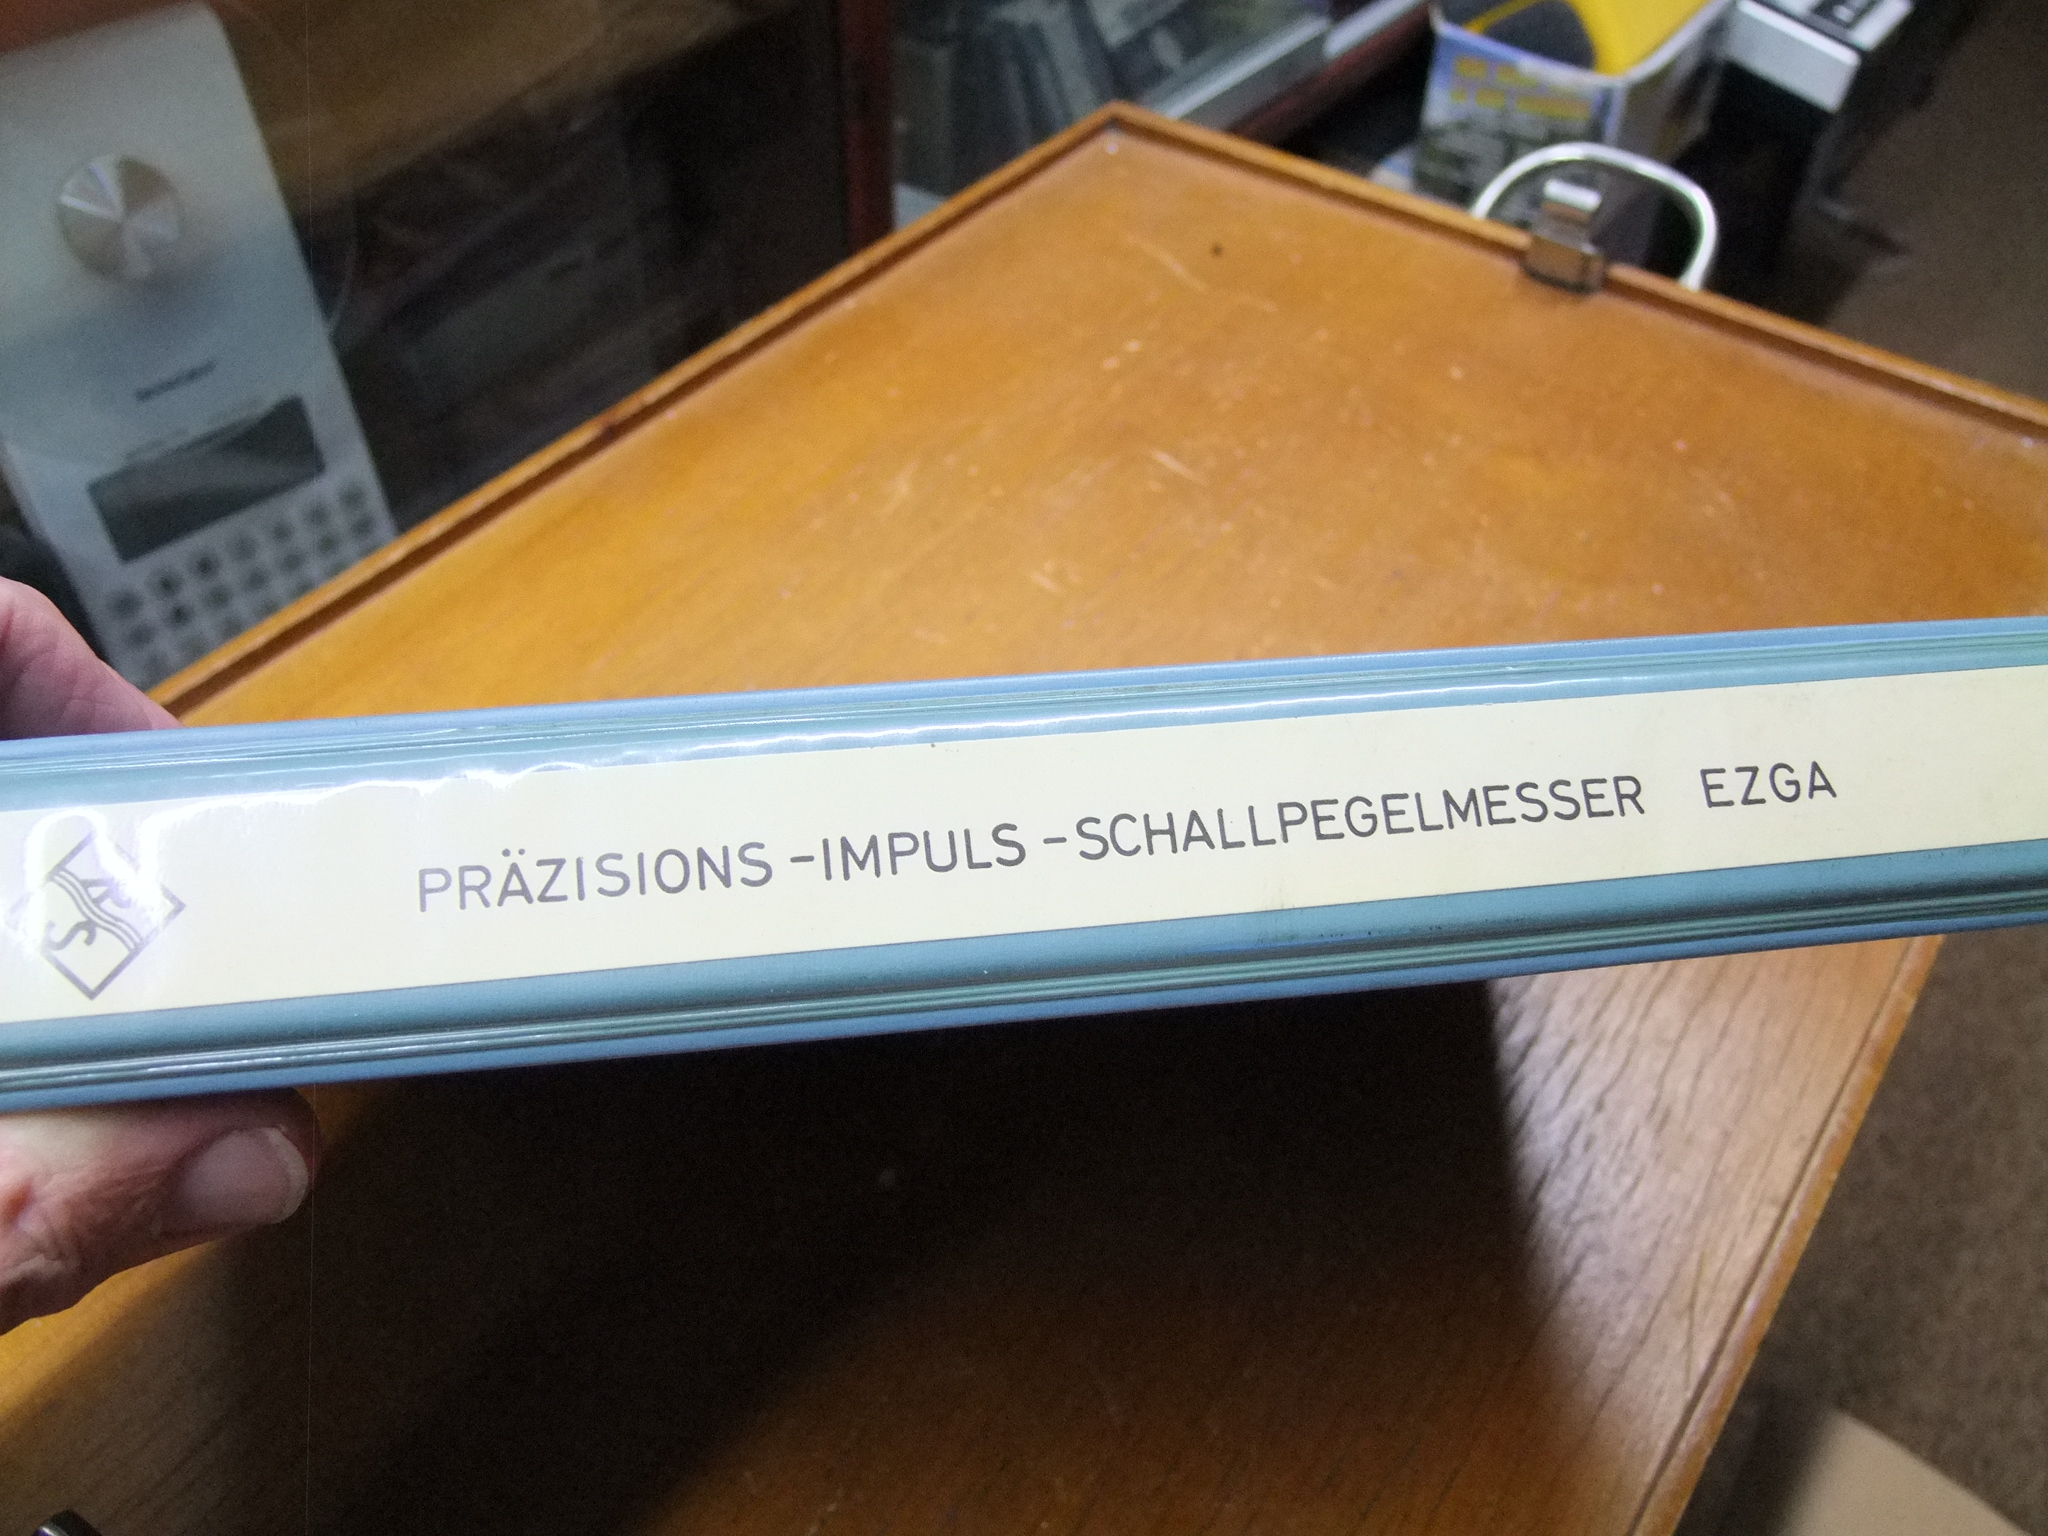 R S
PRÄZISIONS -IMPULS -SCHALLPEGELMESSER EZGA